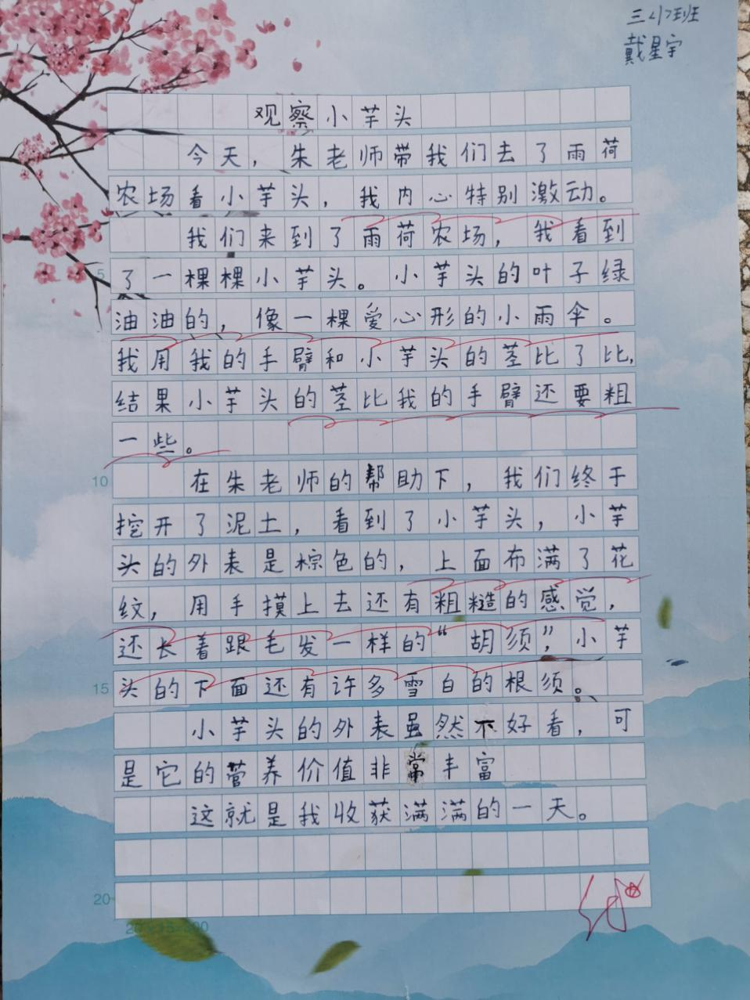 三(1)班
戴星宇
观察小芋头
今天，朱老师带我们去了雨荷
农场看小芋头，我内心特别激动。
我们来到了雨荷农场，我看到
5
了一棵棵小芋头。小芋头的叶子绿
油油的，像一棵爱心形的小雨伞。
我用我的手臂和小芋头的茎比了比，
结果小芋头的茎比我的手臂还要粗
一些。
10
在朱老师的帮助下，我们终于
挖开了泥土，看到了小芋头，小芋
头的外表是棕色的，上面布满了花
纹，用手摸上去还有粗糙的感觉，
还长着跟毛发一样的“胡须”，小芋
15
头的下面还有许多雪白的根须。
小芋头的外表虽然不好看，可
是它的营养价值非常丰富
这就是我收获满满的一天。
20
20×15=300